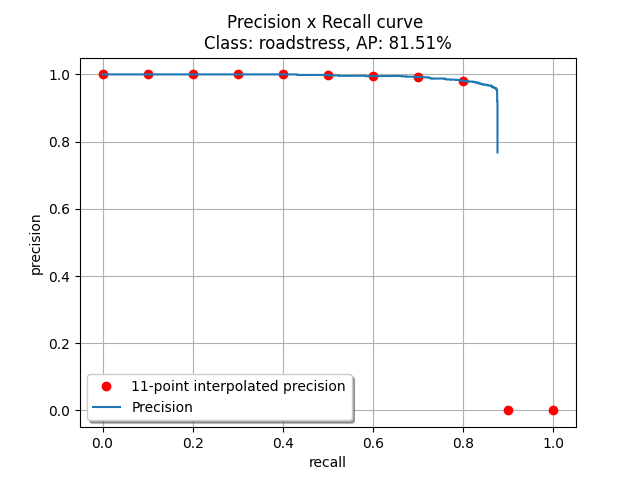 Precision x Recall curve
Class: roadstress, AP: 81.51%
1.0
0.8
0.6
0.4
0.2
0.0
precision
11-point interpolated precision
Precision
0.0 0.2 0.4 0.6 0.8 1.0
recall